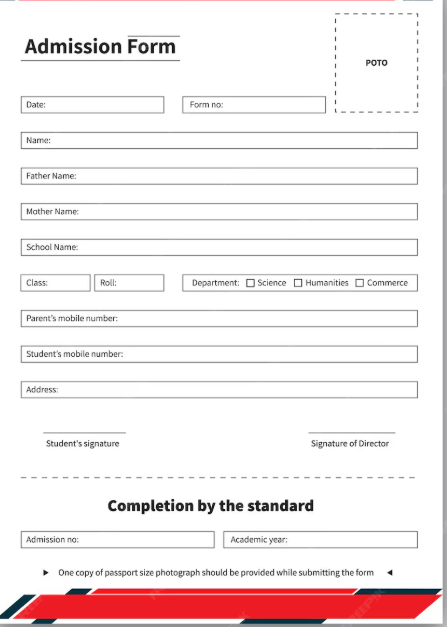 Admission Form
POTO
Date:
Form no:
Name:
Father Name:
Mother Name:
School Name:
Class:
Roll:
Department: Science Humanities Commerce
Parent's mobile number:
Student's mobile number:
Address:
Student's signature
Signature of Director
Completion by the standard
Admission no:
Academic year:
One copy of passport size photograph should be provided while submitting the form